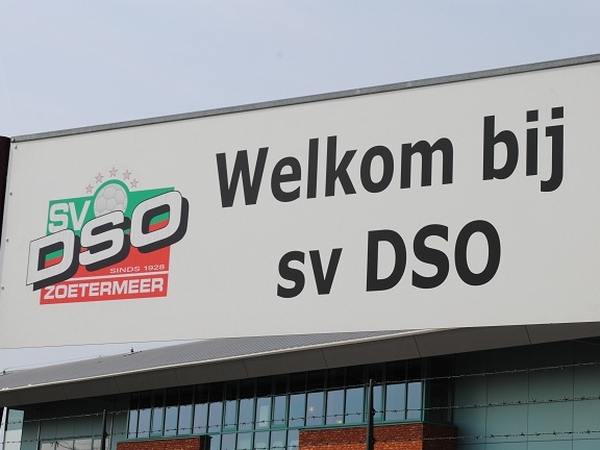 Welkom bij
sv DSO
SV
DSO
SINDS 1928
ZOETERMEER